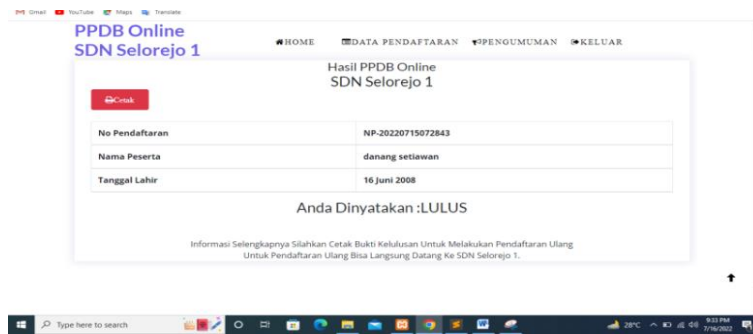 Gmail YouTube Maps Translate
PPDB Online
SDN Selorejo 1
HOME DATA PENDAFTARAN PENGUMUMAN KELUAR
Hasil PPDB Online
SDN Selorejo 1
Cetak
No Pendaftaran NP-20220715072843
Nama Peserta danang setiawan
Tanggal Lahir 16 Juni 2008
Anda Dinyatakan :LULUS
Informasi Selengkapnya Silahkan Cetak Bukti Kelulusan Untuk Melakukan Pendaftaran Ulang
Untuk Pendaftaran Ulang Bisa Langsung Datang Ke SDN Selorejo 1.
Type here to search 28°C 9:33 PM
7/16/2022